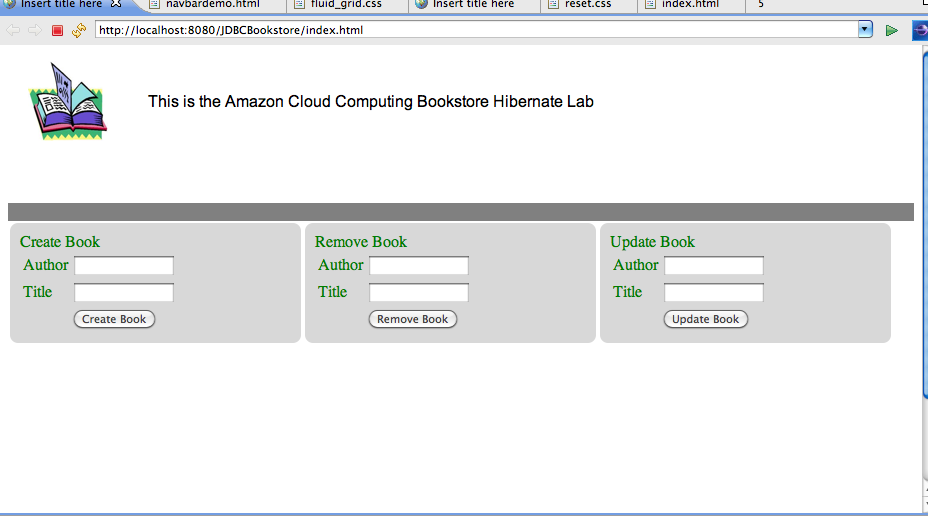 Insert title here navbardemo.html fluid_grid.css Insert title here reset.css index.html 5
http://localhost:8080/JDBCBookstore/index.html
This is the Amazon Cloud Computing Bookstore Hibernate Lab
Create Book Remove Book Update Book
Author Author Author
Title Title Title
Create Book Remove Book Update Book